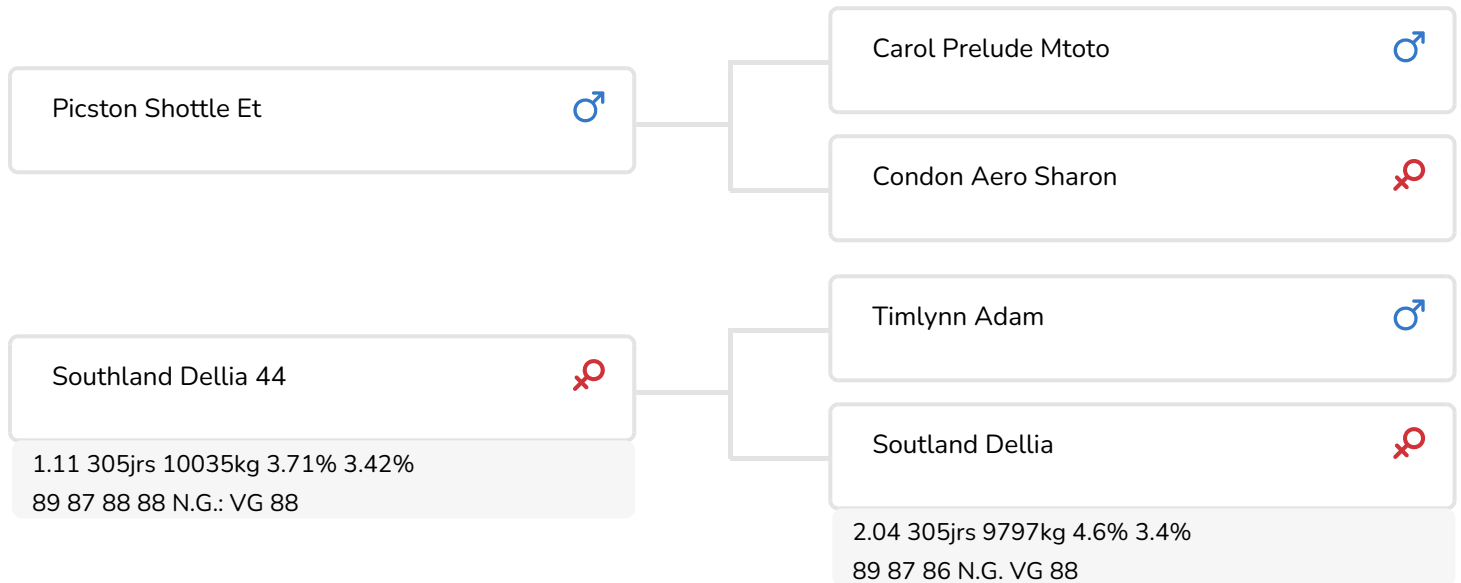 Carol Prelude Mtoto
Picston Shottle Et
Condon Aero Sharon
Timlynn Adam
Southland Dellia 44
1.11 305jrs 10035kg 3.71% 3.42%
89 87 88 88 N.G.: VG 88
Soutland Dellia
2.04 305jrs 9797kg 4.6% 3.4%
89 87 86 N.G. VG 88